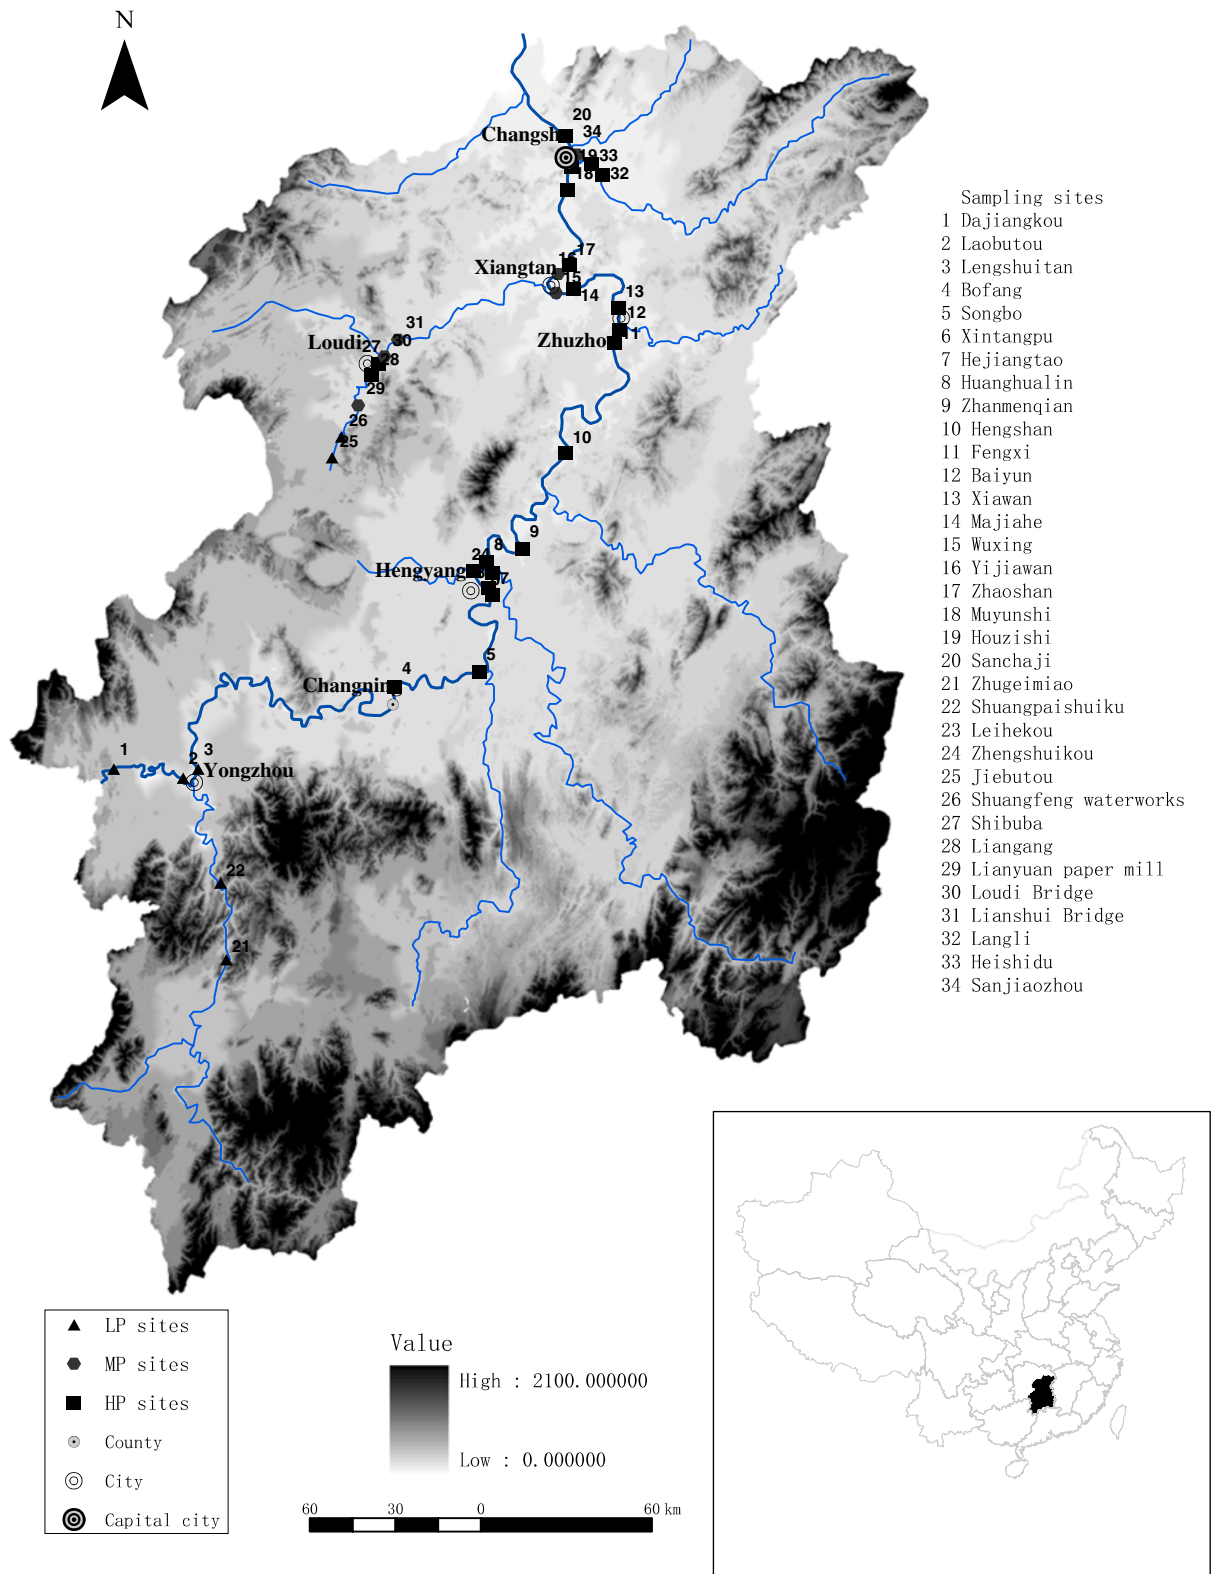 N
20
Changsh
34
19
33
18
32
17
16
Xiangtan
15
14
13
12
31
Loudi
30
Zhuzho
1
27
28
29
26
25
10
9
8
24
Hengyang
7
5
4
Changnin
1
2
3
Yongzhou
22
21
Sampling sites
1 Dajiangkou
2 Laobutou
3 Lengshuitan
4 Bofang
5 Songbo
6 Xintangpu
7 Hejiangtao
8 Huanghualin
9 Zhanmenqian
10 Hengshan
11 Fengxi
12 Baiyun
13 Xiawan
14 Majiahe
15 Wuxing
16 Yijiawan
17 Zhaoshan
18 Muyunshi
19 Houzishi
20 Sanchaji
21 Zhugeimiao
22 Shuangpaishuiku
23 Leihekou
24 Zhengshuikou
25 Jiebutou
26 Shuangfeng waterworks
27 Shibuba
28 Liangang
29 Lianyuan paper mill
30 Loudi Bridge
31 Lianshui Bridge
32 Langli
33 Heishidu
34 Sanjiaozhou
LP sites
MP sites
HP sites
County
City
Capital city
Value
High : 2100.000000
Low : 0.000000
60 30 0 60 km